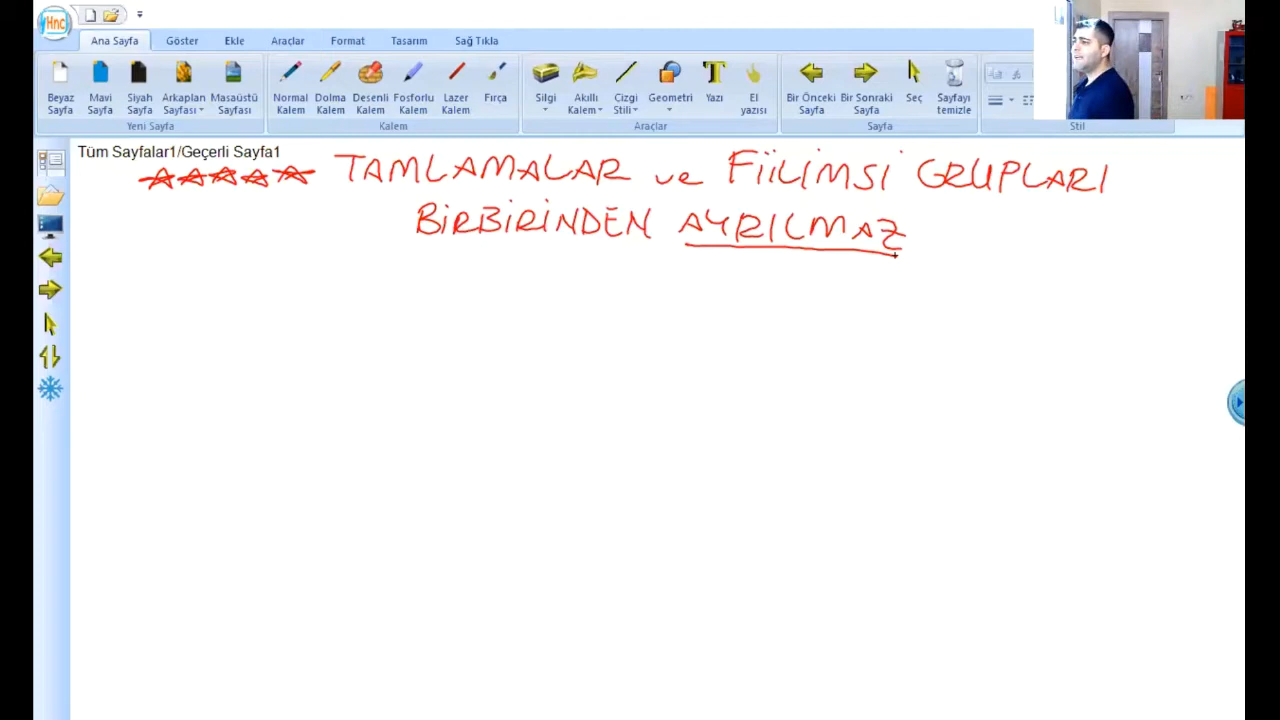 Hnc
Ana Sayfa Göster Ekle Araçlar Format Tasarım Sağ Tıkla
Beyaz Sayfa Mavi Sayfa Siyah Sayfa Arkaplan Sayfası Masaüstü Sayfası Normal Kalem Dolma Kalem Desenli Kalem Fosforlu Kalem Lazer Kalem Fırça Silgi Akıllı Kalem Çizgi Stili Geometri Yazı El yazısı Bir Önceki Sayfa Bir Sonraki Sayfa Seç Sayfayı temizle
Yeni Sayfa Kalem Araçlar Sayfa Stil
Tüm Sayfalar1/Geçerli Sayfa1
TAMLAMALAR ve FİİLİMSİ GRUPLARI
BİRBİRİNDEN AYRILMAZ